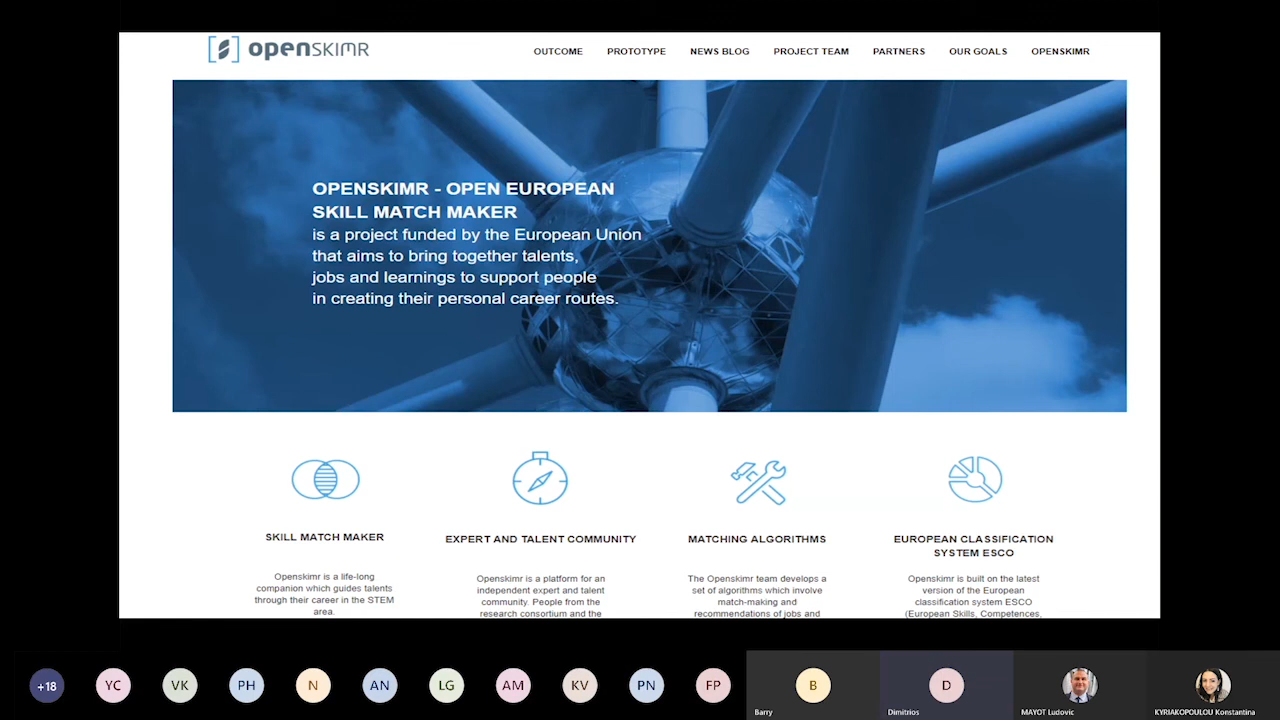 openSKIMR
OUTCOME PROTOTYPE NEWS BLOG PROJECT TEAM PARTNERS OUR GOALS OPENSKIMR
OPENSKIMR - OPEN EUROPEAN
SKILL MATCH MAKER
is a project funded by the European Union
that aims to bring together talents,
jobs and learnings to support people
in creating their personal career routes.
SKILL MATCH MAKER
Openskimr is a life-long
companion which guides talents
through their career in the STEM
area.
EXPERT AND TALENT COMMUNITY
Openskimr is a platform for an
independent expert and talent
community. People from the
research consortium and the
MATCHING ALGORITHMS
The Openskimr team develops a
set of algorithms which involve
match-making and
recommendations of jobs and
EUROPEAN CLASSIFICATION
SYSTEM ESCO
Openskimr is built on the latest
version of the European
classification system ESCO
(European Skills, Competences,
+18 YC VK PH N AN LG AM KV PN FP B D
Barry Dimitrios MAYOT Ludovic KYRIAKOPOULOU Konstantina